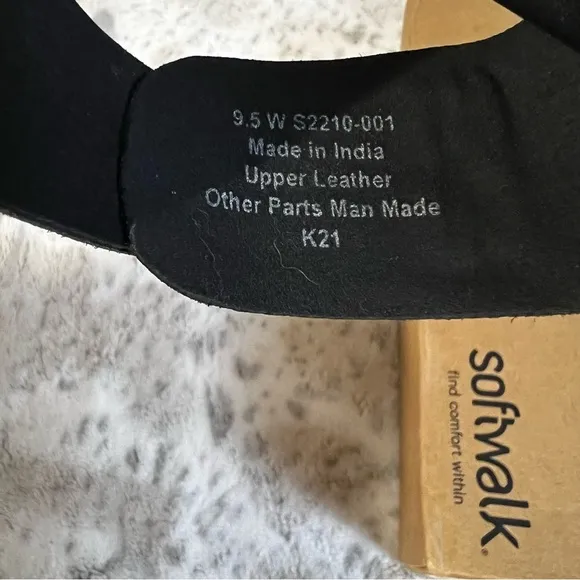 9.5 W S2210-001
Made in India
Upper Leather
Other Parts Man Made
K21
softwalk®
find comfort within